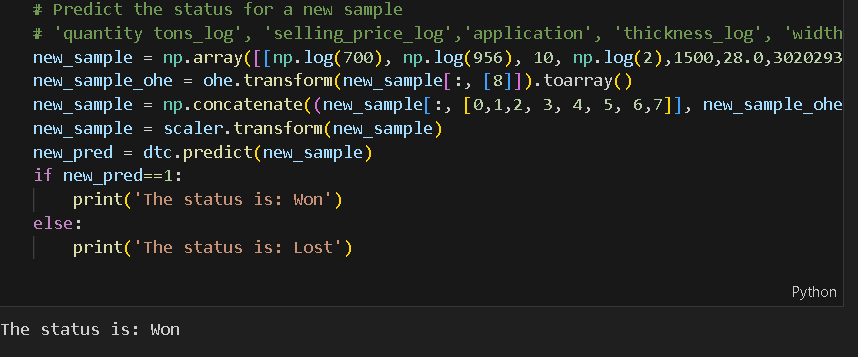 # Predict the status for a new sample
# 'quantity tons_log', 'selling_price_log','application', 'thickness_log', 'width
new_sample = np.array([[np.log(700), np.log(956), 10, np.log(2),1500,28.0,3020293
new_sample_ohe = ohe.transform(new_sample[:, [8]]).toarray()
new_sample = np.concatenate((new_sample[:, [0,1,2, 3, 4, 5, 6,7]], new_sample_ohe
new_sample = scaler.transform(new_sample)
new_pred = dtc.predict(new_sample)
if new_pred==1:
    print('The status is: Won')
else:
    print('The status is: Lost')
Python
The status is: Won